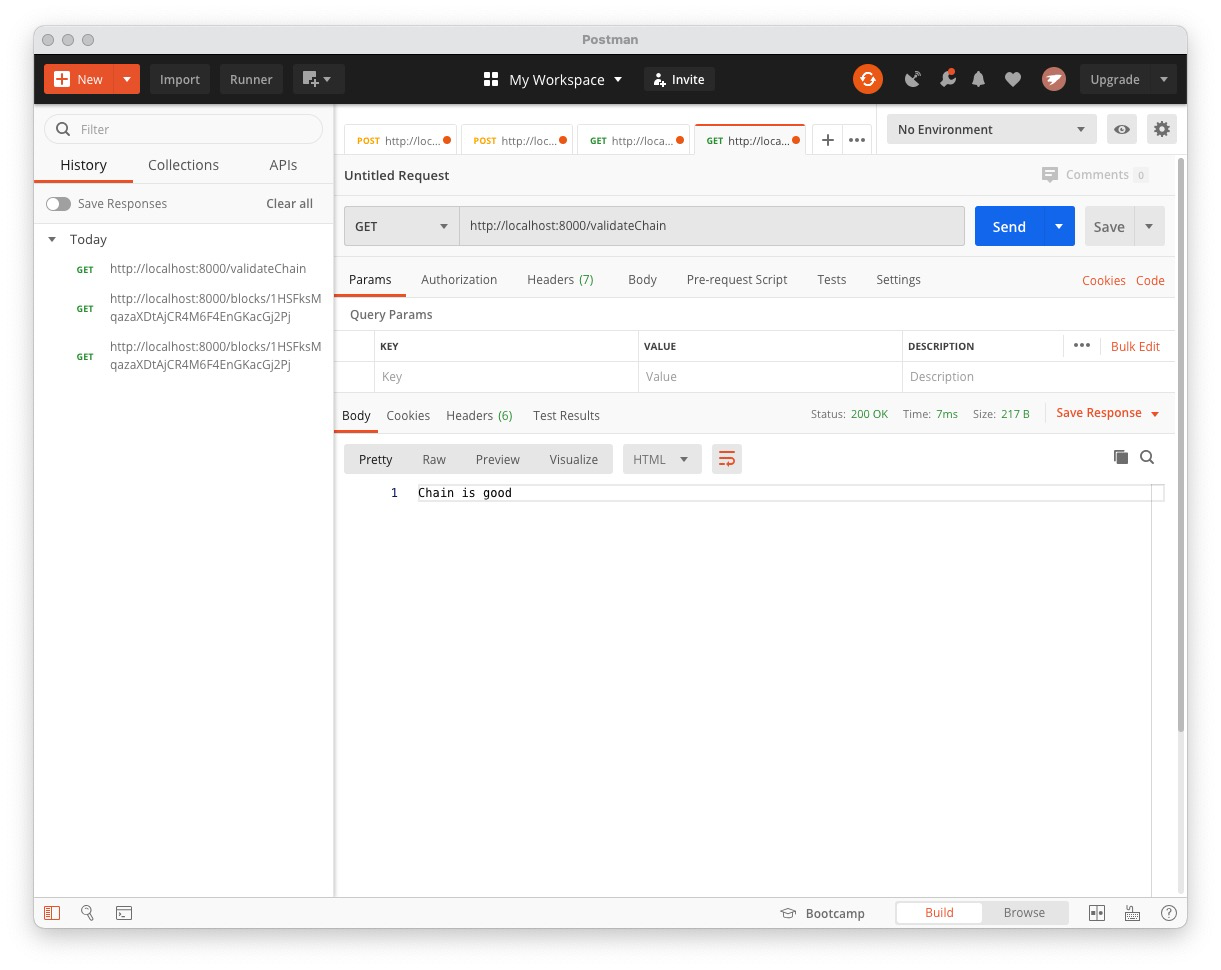 Postman
New
Import
Runner
My Workspace
Invite
Upgrade
Filter
History Collections APIs
Save Responses Clear all
Today
GET http://localhost:8000/validateChain
GET http://localhost:8000/blocks/1HSFksM
qazaXDtAjCR4M6F4EnGKacGj2Pj
GET http://localhost:8000/blocks/1HSFksM
qazaXDtAjCR4M6F4EnGKacGj2Pj
POST http://loc...
POST http://loc...
GET http://loca...
GET http://loca...
No Environment
Untitled Request
Comments 0
GET http://localhost:8000/validateChain
Send
Save
Params Authorization Headers (7) Body Pre-request Script Tests Settings Cookies Code
Query Params
KEY VALUE DESCRIPTION Bulk Edit
Key Value Description
Body Cookies Headers (6) Test Results Status: 200 OK Time: 7ms Size: 217 B Save Response
Pretty Raw Preview Visualize HTML
1 Chain is good
Bootcamp Build Browse